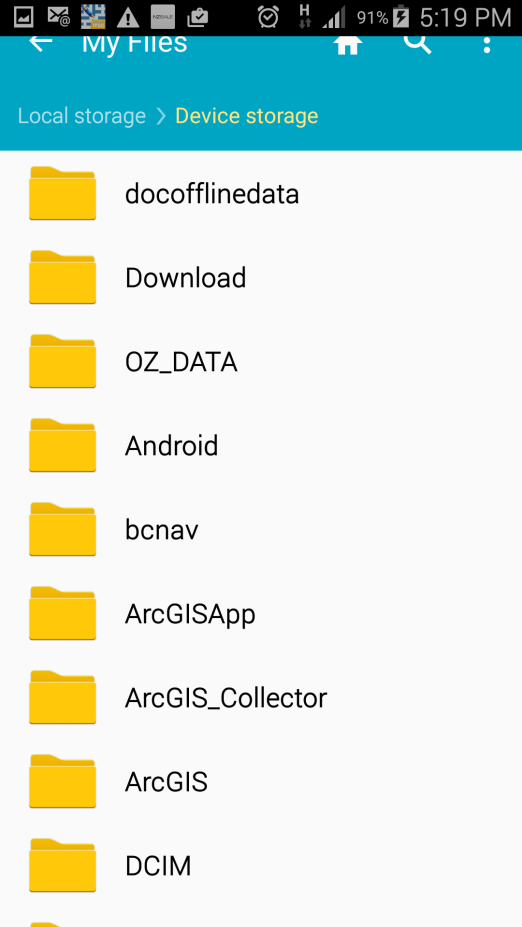 91% 5:19 PM
My Files
Local storage > Device storage
docofflinedata
Download
OZ_DATA
Android
bcnav
ArcGISApp
ArcGIS_Collector
ArcGIS
DCIM